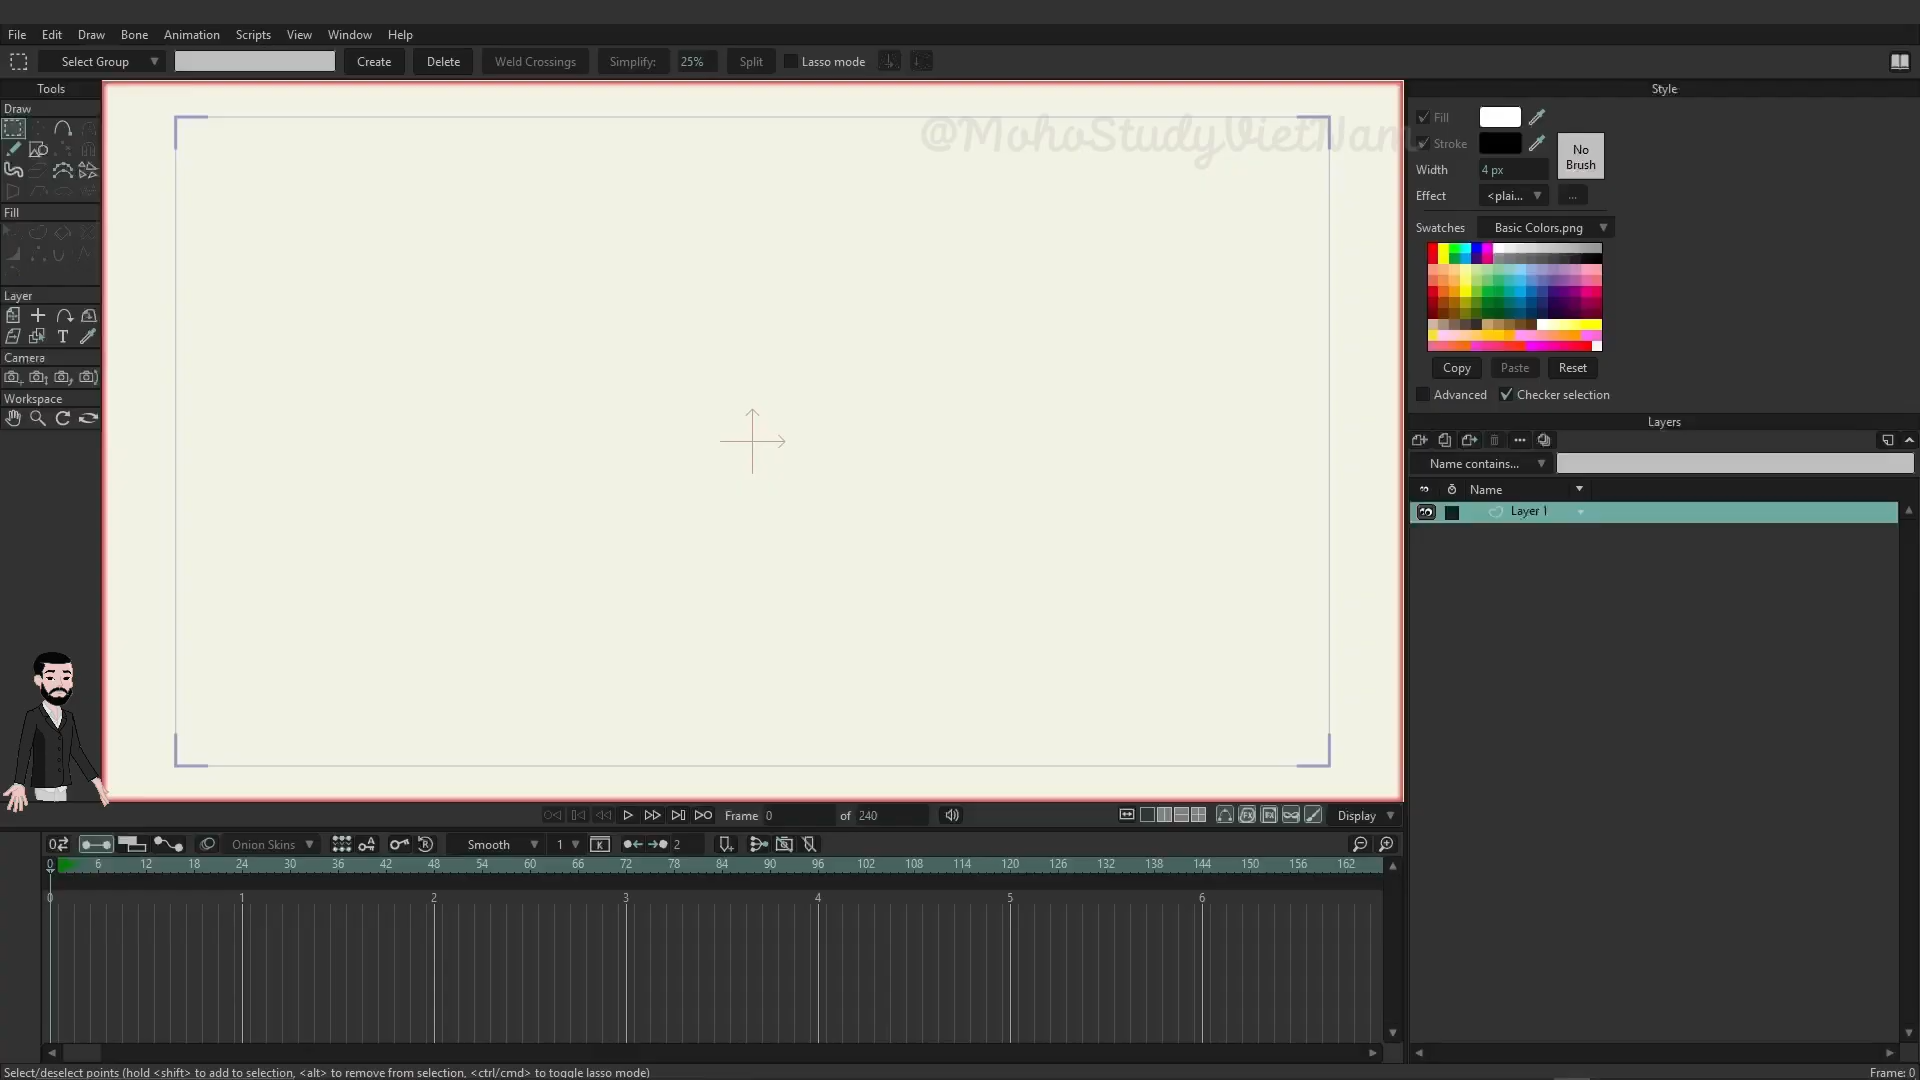 File Edit Draw Bone Animation Scripts View Window Help
Select Group Create Delete Weld Crossings Simplify: 25% Split Lasso mode
Tools
Draw
Fill
Layer
T
Camera
Workspace
@MohoStudyVietNam
Style
Fill
Stroke
No Brush
Width 4 px
Effect <plai... ...
Swatches Basic Colors.png
Copy Paste Reset
Advanced Checker selection
Layers
Name contains...
Name
Layer 1
Frame 0 of 240 Display
Onion Skins Smooth 1 K 2
0 6 12 18 24 30 36 42 48 54 60 66 72 78 84 90 96 102 108 114 120 126 132 138 144 150 156 162
0 1 2 3 4 5 6
Select/deselect points (hold <shift> to add to selection, <alt> to remove from selection, <ctrl/cmd> to toggle lasso mode) Frame: 0